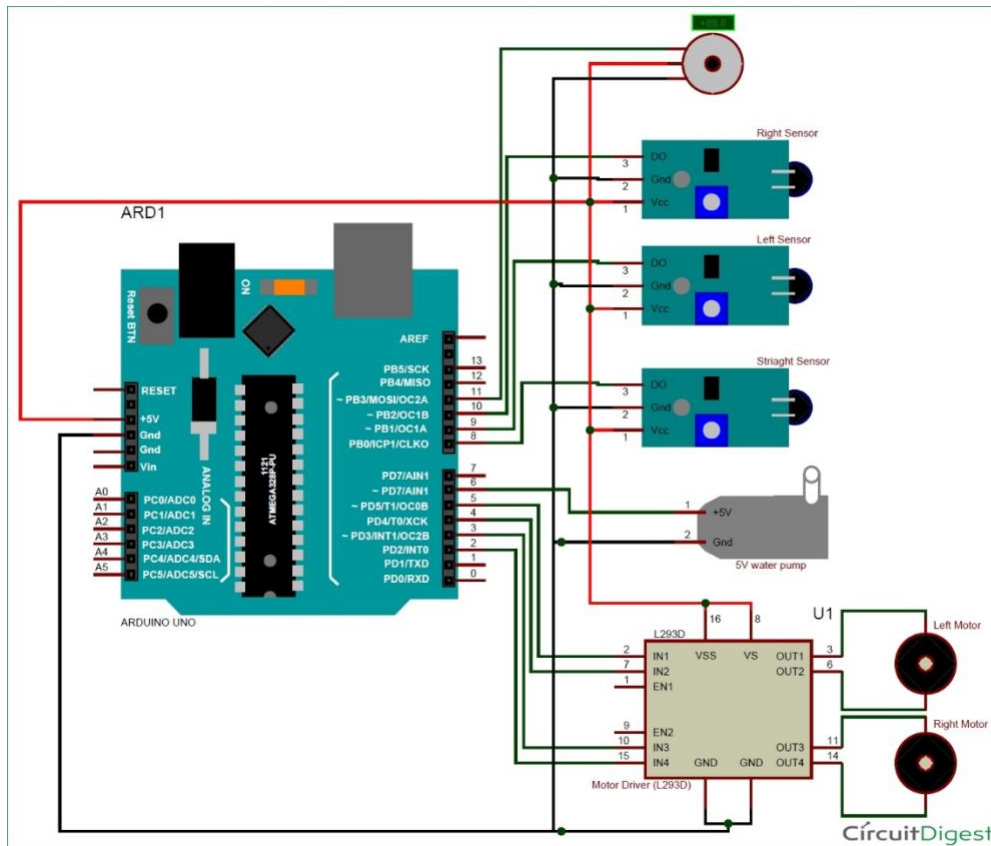 +88.8
Right Sensor
3 DO
2 Gnd
1 Vcc
Left Sensor
3 DO
2 Gnd
1 Vcc
Striaght Sensor
3 DO
2 Gnd
1 Vcc
ARD1
Reset BTN
ON
AREF
13
PB5/SCK
12
PB4/MISO
11
~ PB3/MOSI/OC2A
10
~ PB2/OC1B
9
~ PB1/OC1A
8
PB0/ICP1/CLKO
RESET
+5V
Gnd
Gnd
Vin
ANALOG IN
1121
ATMEGA328P-PU
7
PD7/AIN1
6
~ PD7/AIN1
5
~ PD5/T1/OC0B
4
PD4/T0/XCK
3
~ PD3/INT1/OC2B
2
PD2/INT0
1
PD1/TXD
0
PD0/RXD
A0 PC0/ADC0
A1 PC1/ADC1
A2 PC2/ADC2
A3 PC3/ADC3
A4 PC4/ADC4/SDA
A5 PC5/ADC5/SCL
ARDUINO UNO
1 +5V
2 Gnd
5V water pump
U1
L293D
16 8
VSS VS
2 IN1
7 IN2
1 EN1
9 EN2
10 IN3
15 IN4
OUT1 3
OUT2 6
OUT3 11
OUT4 14
GND GND
Motor Driver (L293D)
Left Motor
Right Motor
CírcuitDigest